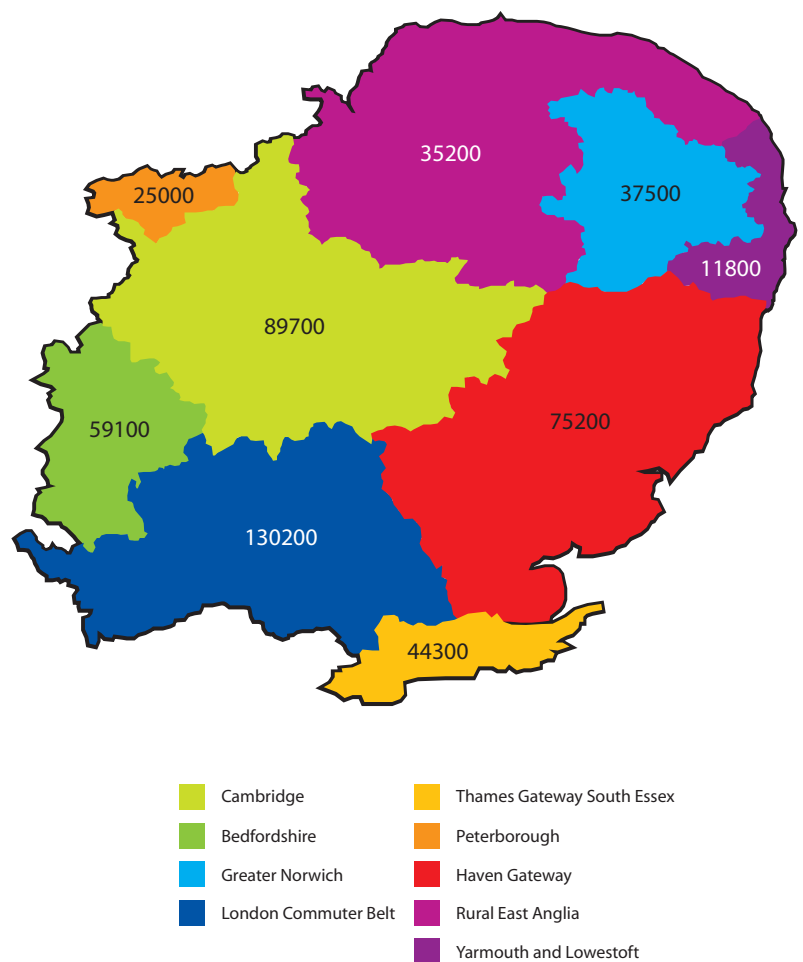 35200
25000
37500
11800
89700
59100
75200
130200
44300
Cambridge
Bedfordshire
Greater Norwich
London Commuter Belt
Thames Gateway South Essex
Peterborough
Haven Gateway
Rural East Anglia
Yarmouth and Lowestoft